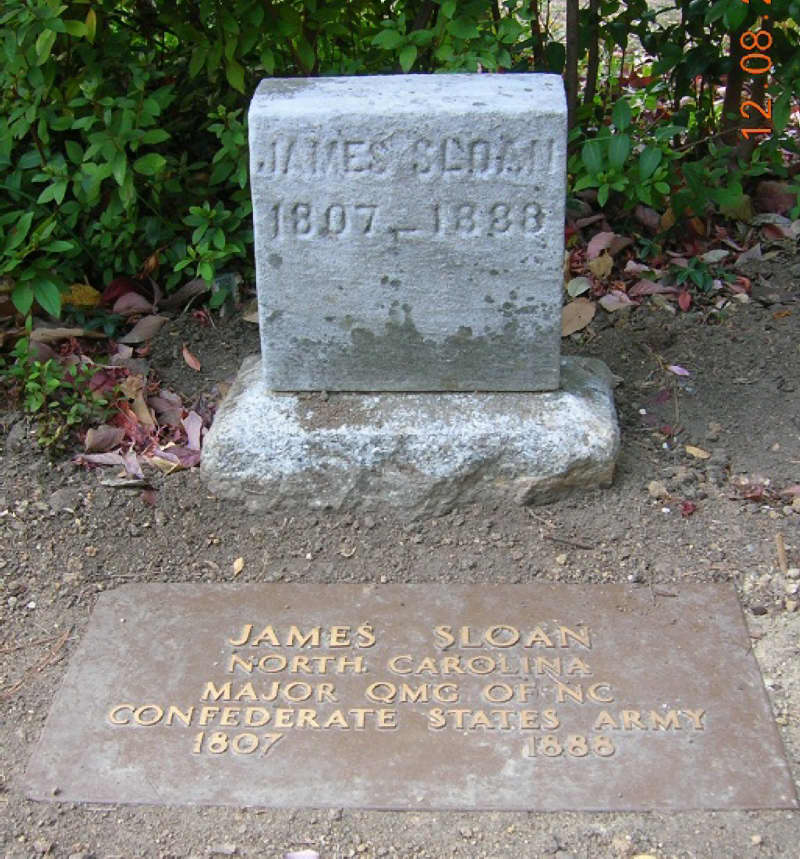 JAMES SLOAN
1807 - 1888
JAMES SLOAN
NORTH CAROLINA
MAJOR QMG OF NC
CONFEDERATE STATES ARMY
1807 1888
12.08.